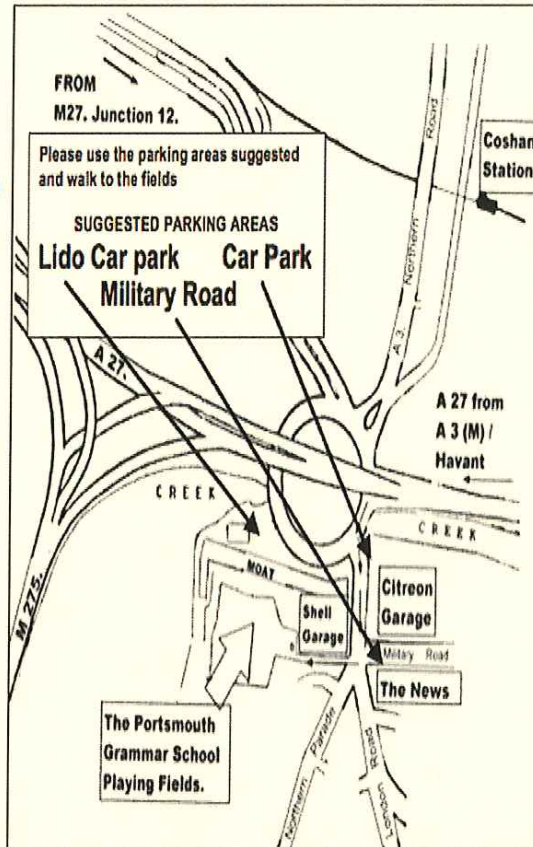 FROM
M27. Junction 12.
Coshan
Station
Please use the parking areas suggested
and walk to the fields
SUGGESTED PARKING AREAS
Lido Car park Car Park
Military Road
Northern Road
A 3.
A 27.
A 27 from
A 3 (M) /
Havant
CREEK
CREEK
M 275.
MOAT
Shell
Garage
Citreon
Garage
Military Road
The News
The Portsmouth
Grammar School
Playing Fields.
Northern Parade
London Road